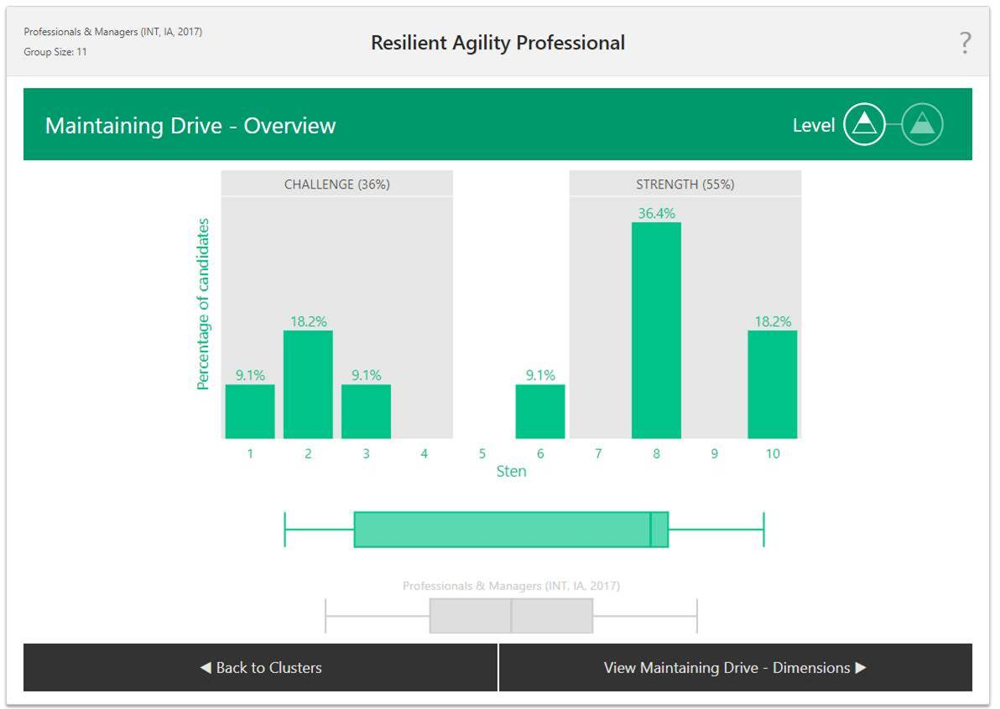 Professionals & Managers (INT, IA, 2017)
Group Size: 11
Resilient Agility Professional
?
Maintaining Drive - Overview
Level
CHALLENGE (36%)
STRENGTH (55%)
Percentage of candidates
9.1%
18.2%
9.1%
9.1%
36.4%
18.2%
1 2 3 4 5 6 7 8 9 10
Sten
Professionals & Managers (INT, IA, 2017)
◀ Back to Clusters
View Maintaining Drive - Dimensions ▶